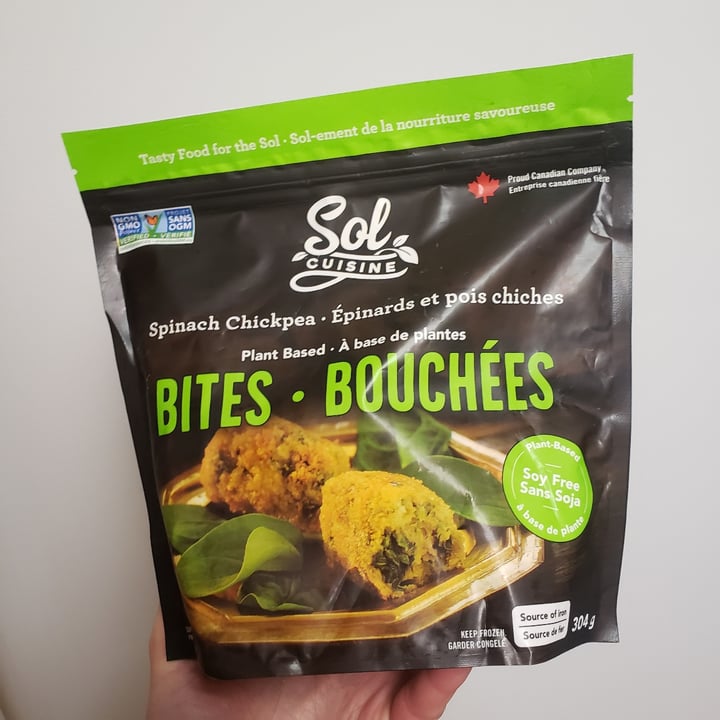 Tasty Food for the Sol · Sol-ement de la nourriture savoureuse
Proud Canadian Company
Entreprise canadienne fière
NON GMO Project VERIFIED
PROJET SANS OGM VÉRIFIÉ
Sol
CUISINE
Spinach Chickpea · Épinards et pois chiches
Plant Based · À base de plantes
BITES · BOUCHÉES
Plant-Based
Soy Free
Sans Soja
à base de plante
KEEP FROZEN
GARDER CONGELÉ
Source of iron
Source de fer
304 g